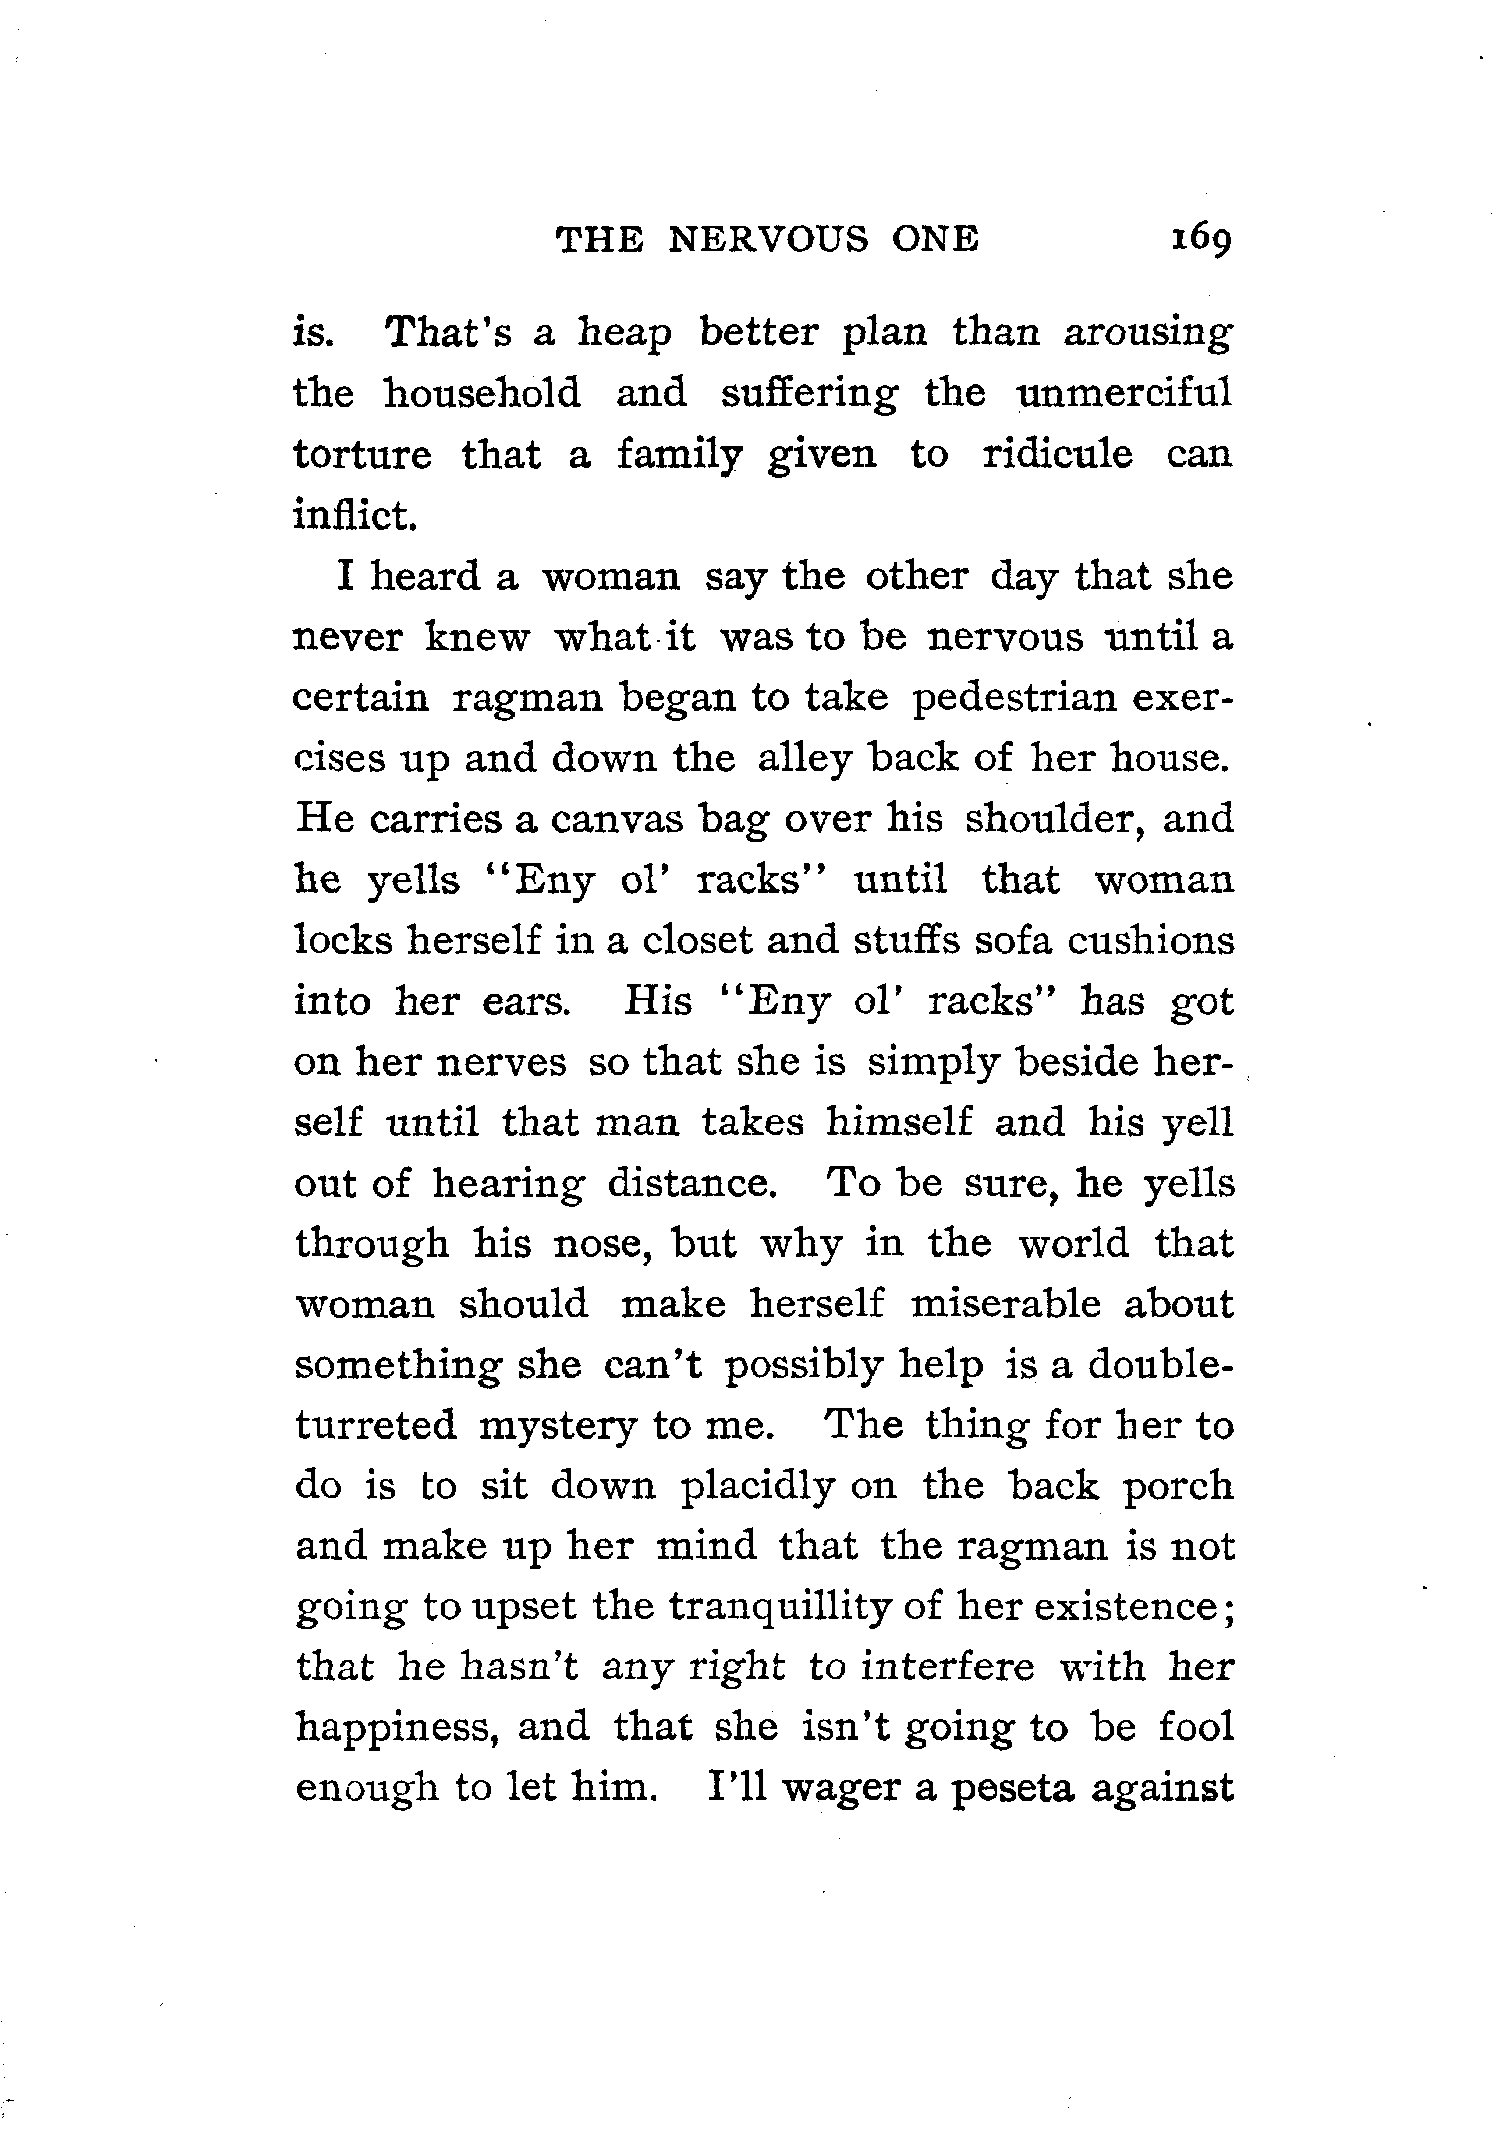 THE NERVOUS ONE 169
is. That's a heap better plan than arousing
the household and suffering the unmerciful
torture that a family given to ridicule can
inflict.
I heard a woman say the other day that she
never knew what it was to be nervous until a
certain ragman began to take pedestrian exer-
cises up and down the alley back of her house.
He carries a canvas bag over his shoulder, and
he yells "Eny ol' racks" until that woman
locks herself in a closet and stuffs sofa cushions
into her ears. His "Eny ol' racks" has got
on her nerves so that she is simply beside her-
self until that man takes himself and his yell
out of hearing distance. To be sure, he yells
through his nose, but why in the world that
woman should make herself miserable about
something she can't possibly help is a double-
turreted mystery to me. The thing for her to
do is to sit down placidly on the back porch
and make up her mind that the ragman is not
going to upset the tranquillity of her existence;
that he hasn't any right to interfere with her
happiness, and that she isn't going to be fool
enough to let him. I'll wager a peseta against